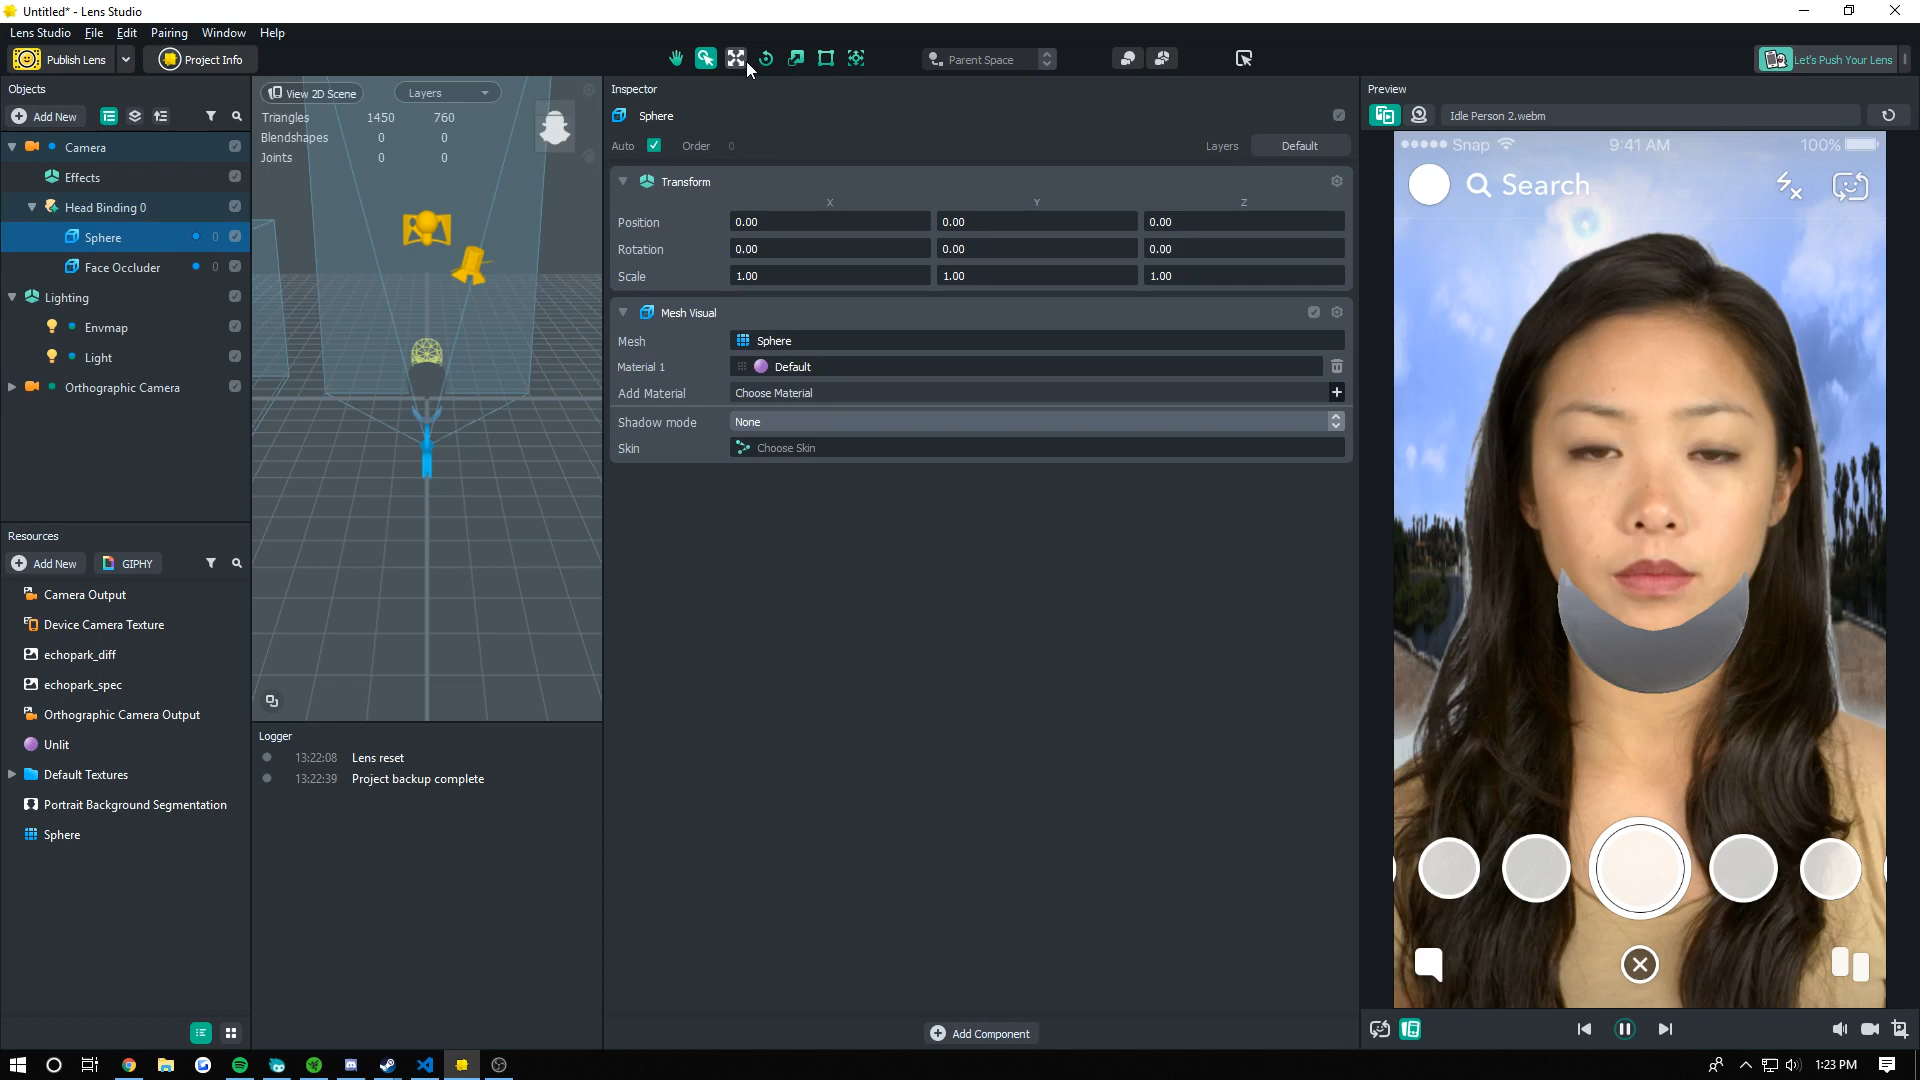 Untitled* - Lens Studio
Lens Studio File Edit Pairing Window Help
Publish Lens Project Info Parent Space Let's Push Your Lens
Objects
Add New
Camera
Effects
Head Binding 0
Sphere 0
Face Occluder 0
Lighting
Envmap
Light
Orthographic Camera
Resources
Add New GIPHY
Camera Output
Device Camera Texture
echopark_diff
echopark_spec
Orthographic Camera Output
Unlit
Default Textures
Portrait Background Segmentation
Sphere
View 2D Scene Layers
Triangles 1450 760
Blendshapes 0 0
Joints 0 0
Logger
13:22:08 Lens reset
13:22:39 Project backup complete
Inspector
Sphere
Auto Order 0 Layers Default
Transform
X Y Z
Position 0.00 0.00 0.00
Rotation 0.00 0.00 0.00
Scale 1.00 1.00 1.00
Mesh Visual
Mesh Sphere
Material 1 Default
Add Material Choose Material
Shadow mode None
Skin Choose Skin
Add Component
Preview
Idle Person 2.webm
Snap 9:41 AM 100%
Search
1:23 PM